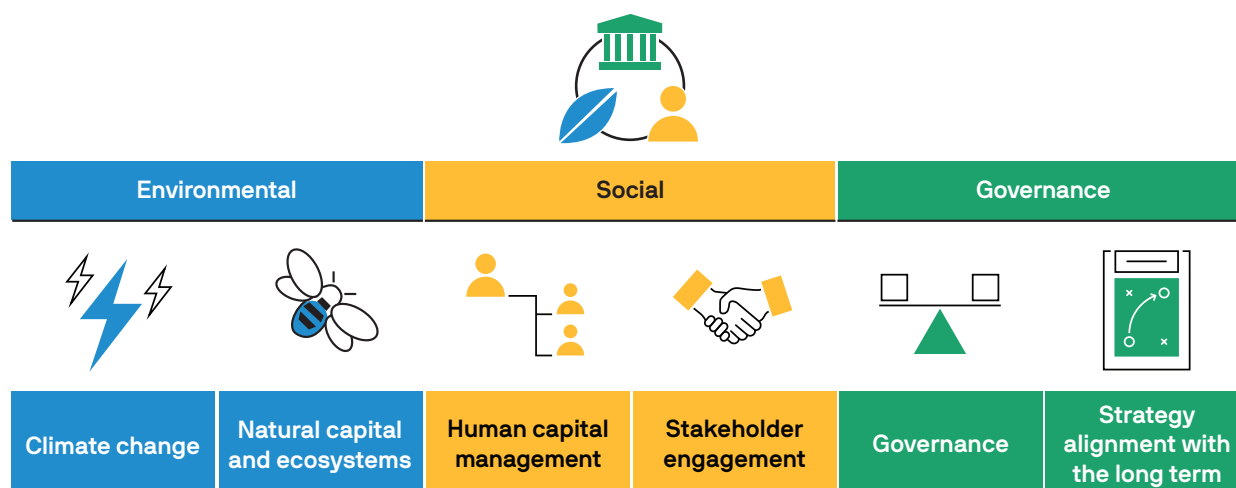 Environmental
Social
Governance
Climate change
Natural capital
and ecosystems
Human capital
management
Stakeholder
engagement
Governance
Strategy
alignment with
the long term